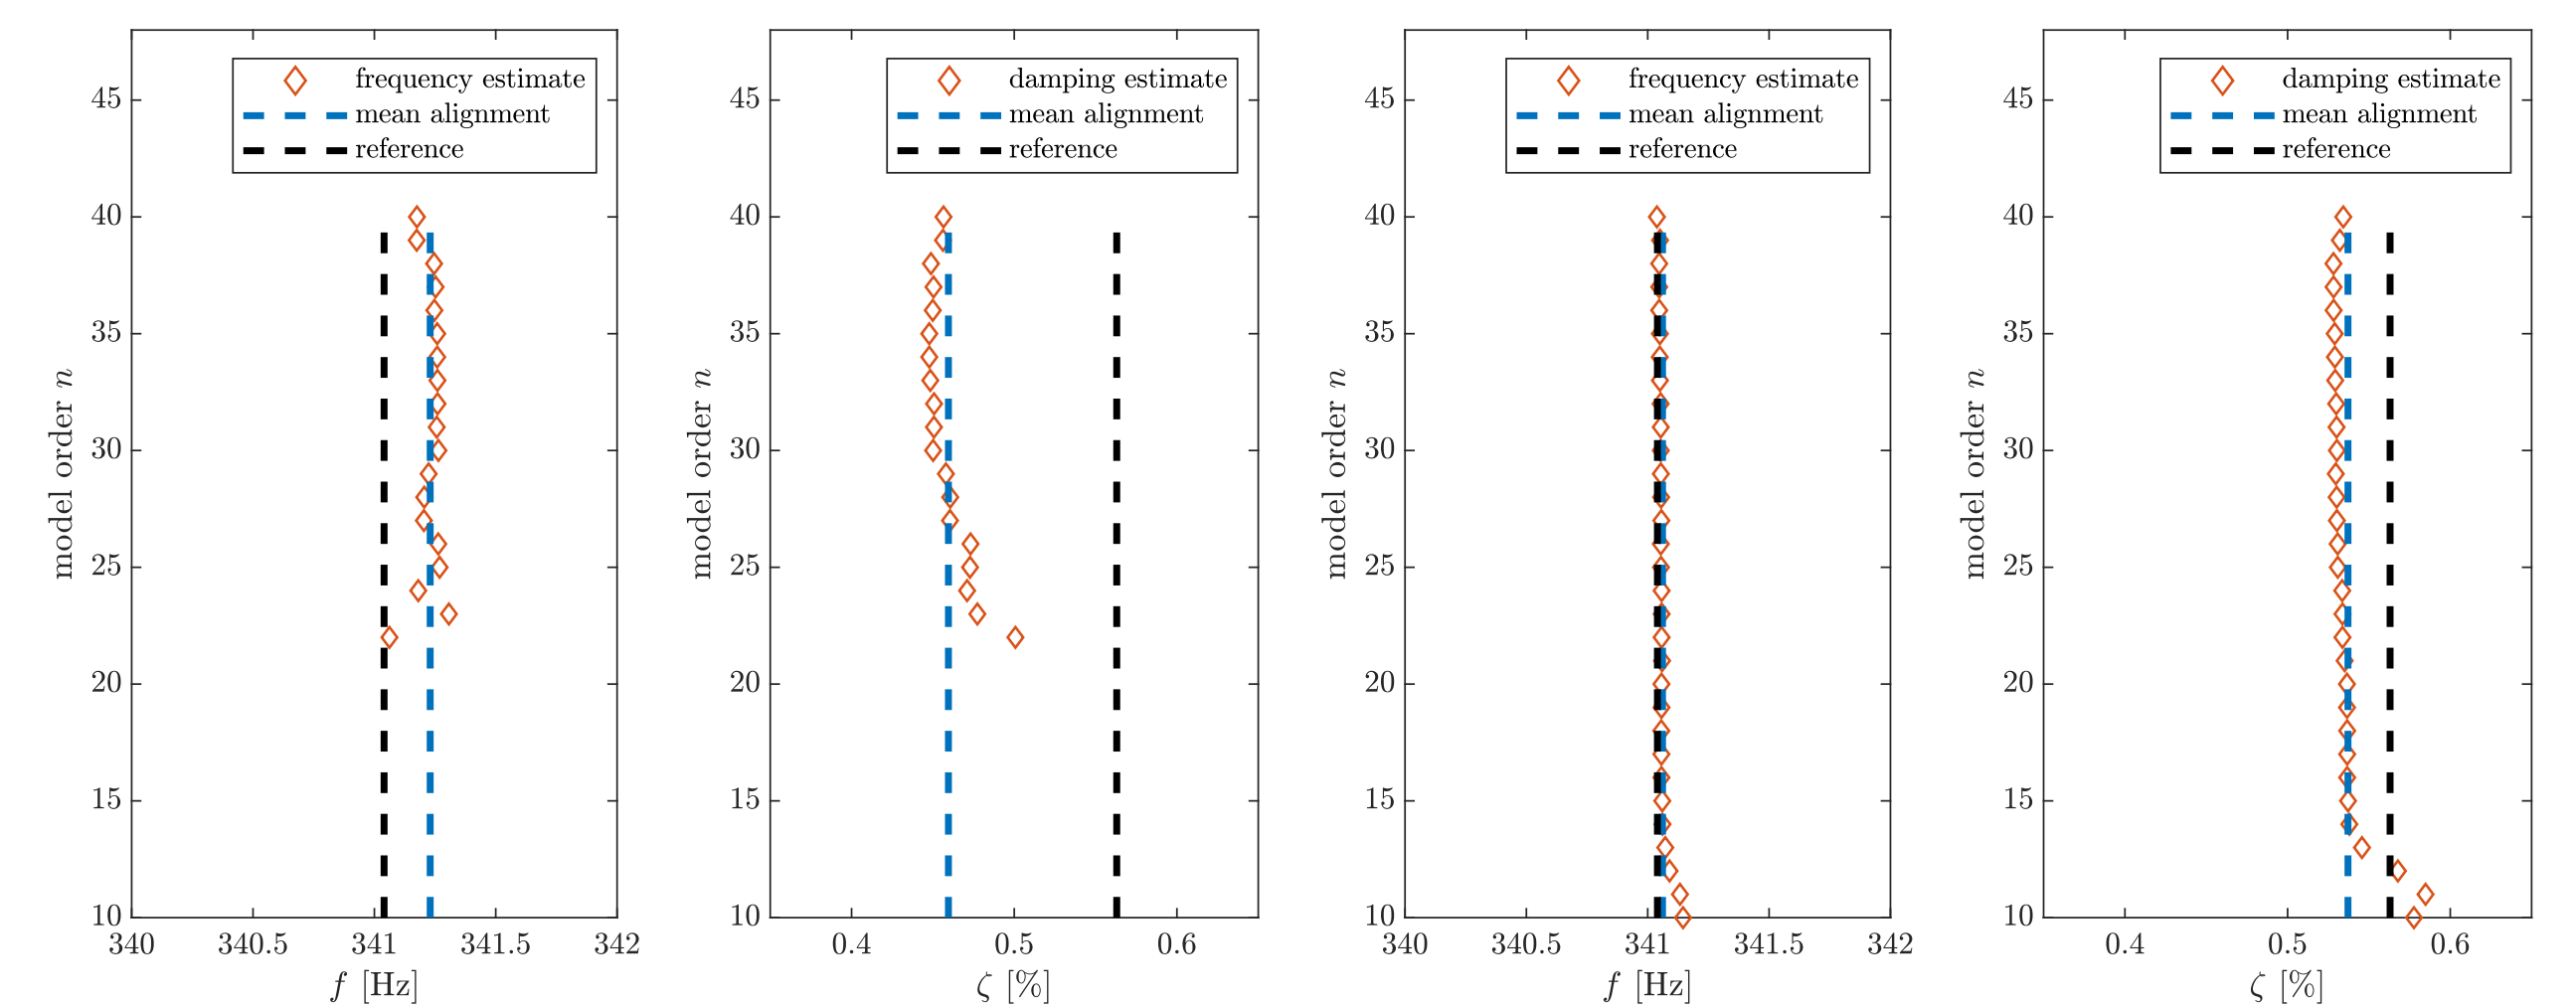 frequency estimate
mean alignment
reference
45
40
35
30
25
20
15
10
model order n
340
340.5
341
341.5
342
f [Hz]
damping estimate
mean alignment
reference
45
40
35
30
25
20
15
10
model order n
0.4
0.5
0.6
ζ [%]
frequency estimate
mean alignment
reference
45
40
35
30
25
20
15
10
model order n
340
340.5
341
341.5
342
f [Hz]
damping estimate
mean alignment
reference
45
40
35
30
25
20
15
10
model order n
0.4
0.5
0.6
ζ [%]